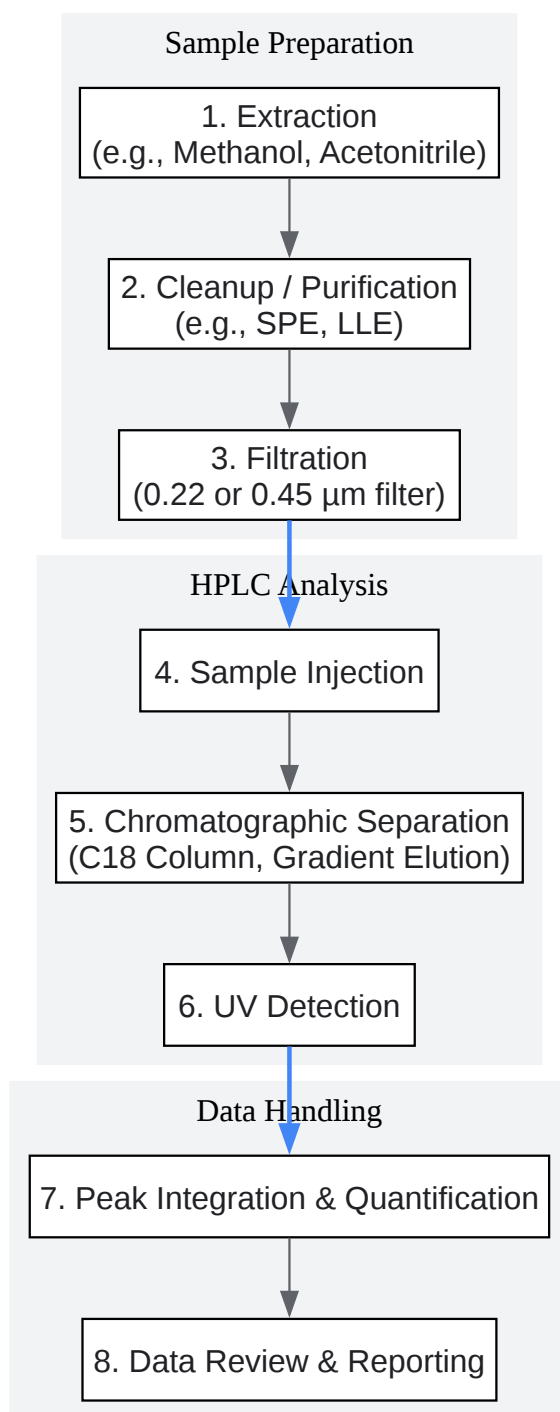 Sample Preparation
1. Extraction
(e.g., Methanol, Acetonitrile)
2. Cleanup / Purification
(e.g., SPE, LLE)
3. Filtration
(0.22 or 0.45 µm filter)
HPLC Analysis
4. Sample Injection
5. Chromatographic Separation
(C18 Column, Gradient Elution)
6. UV Detection
Data Handling
7. Peak Integration & Quantification
8. Data Review & Reporting